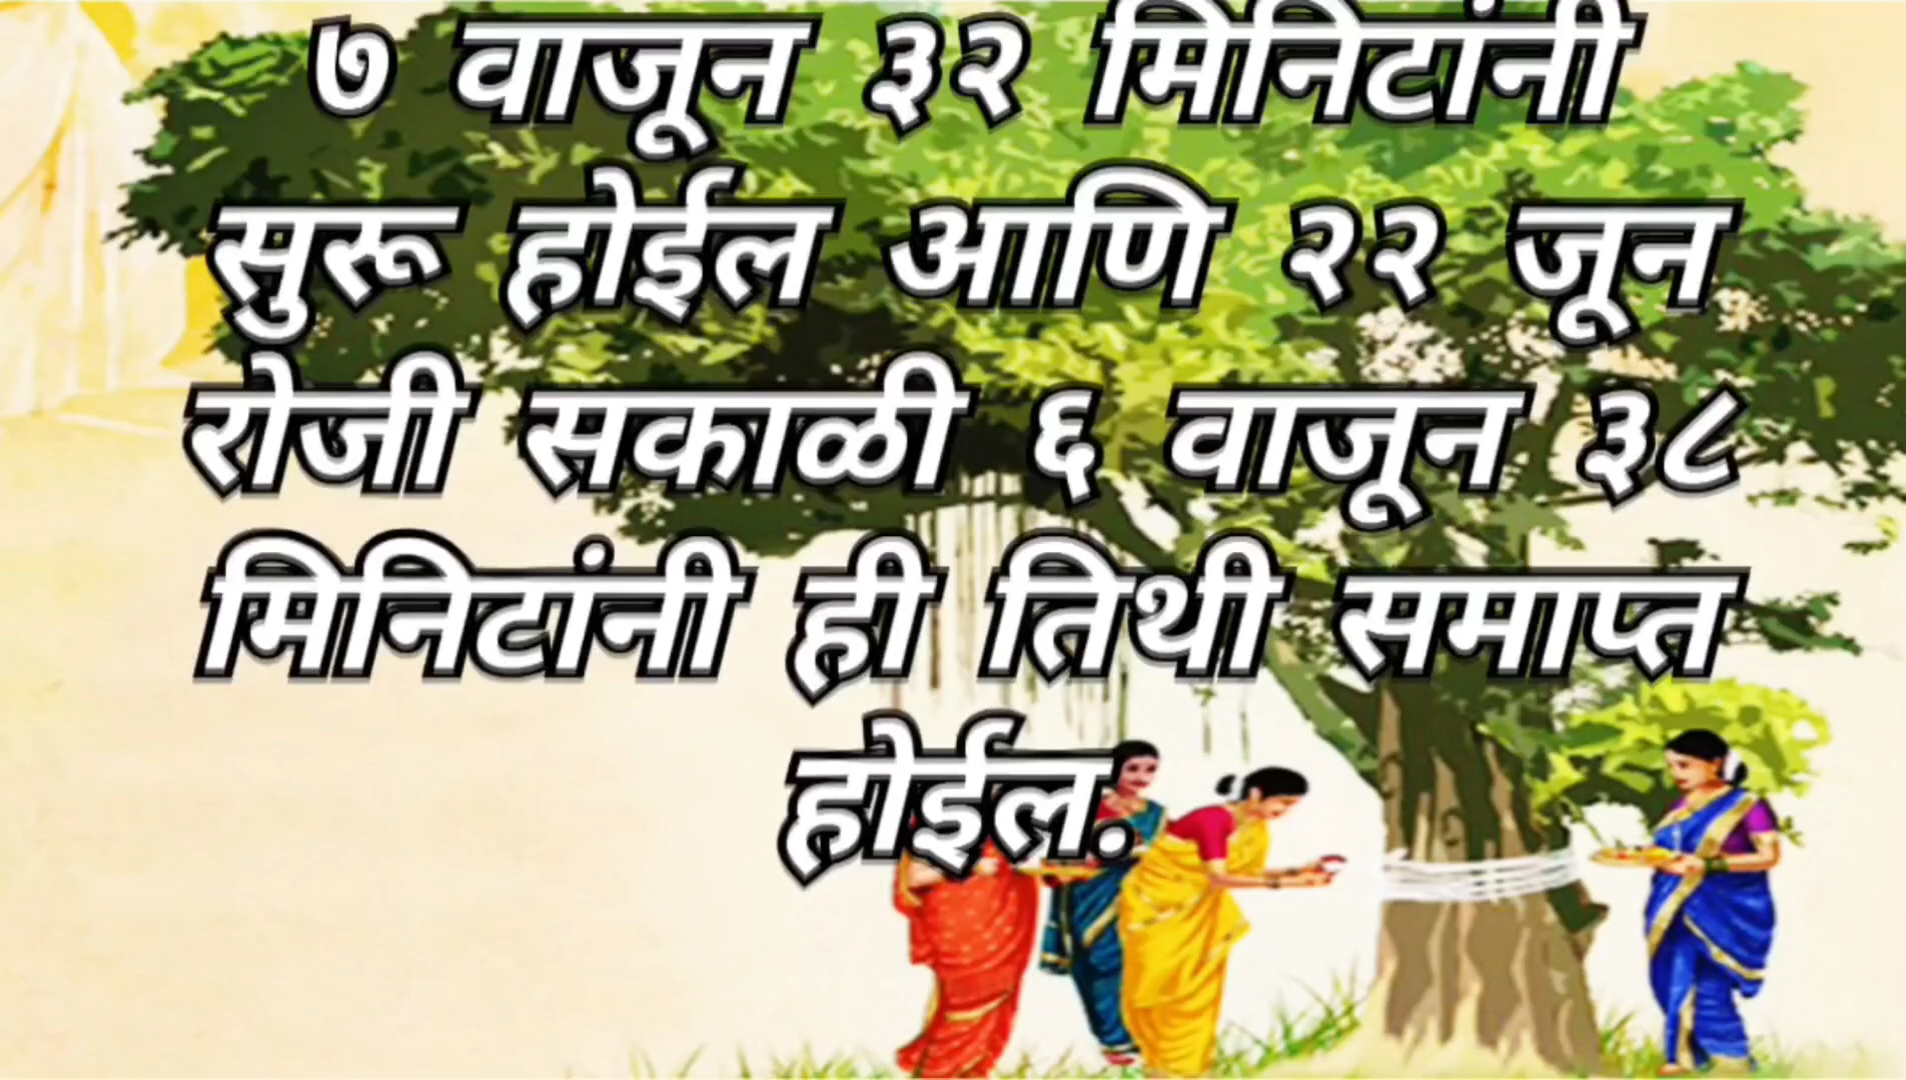 ७ वाजून ३२ मिनिटांनी
सुरू होईल आणि २२ जून
रोजी सकाळी ६ वाजून ३८
मिनिटांनी ही तिथी समाप्त
होईल.